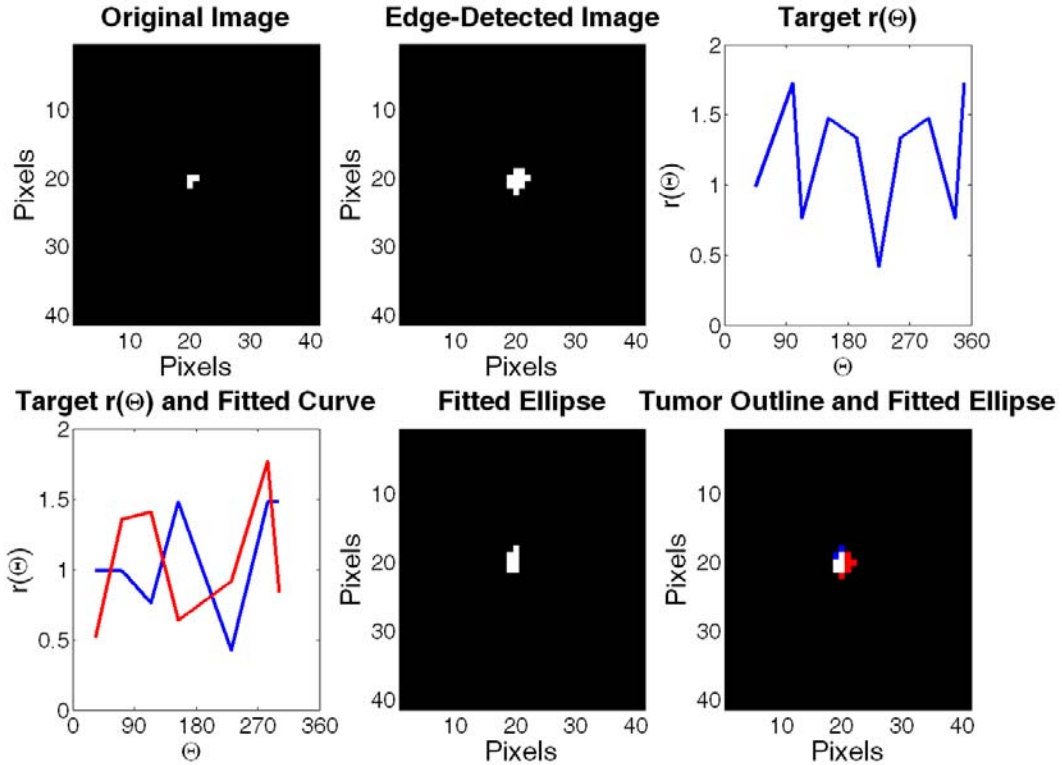 Original Image
Pixels
10
20
30
40
10 20 30 40
Pixels
Edge-Detected Image
10
20
30
40
10 20 30 40
Pixels
Target r(Θ)
r(Θ)
2
1.5
1
0.5
0
0 90 180 270 360
Θ
Target r(Θ) and Fitted Curve
r(Θ)
2
1.5
1
0.5
0
0 90 180 270 360
Θ
Fitted Ellipse
Pixels
10
20
30
40
10 20 30 40
Pixels
Tumor Outline and Fitted Ellipse
Pixels
10
20
30
40
10 20 30 40
Pixels